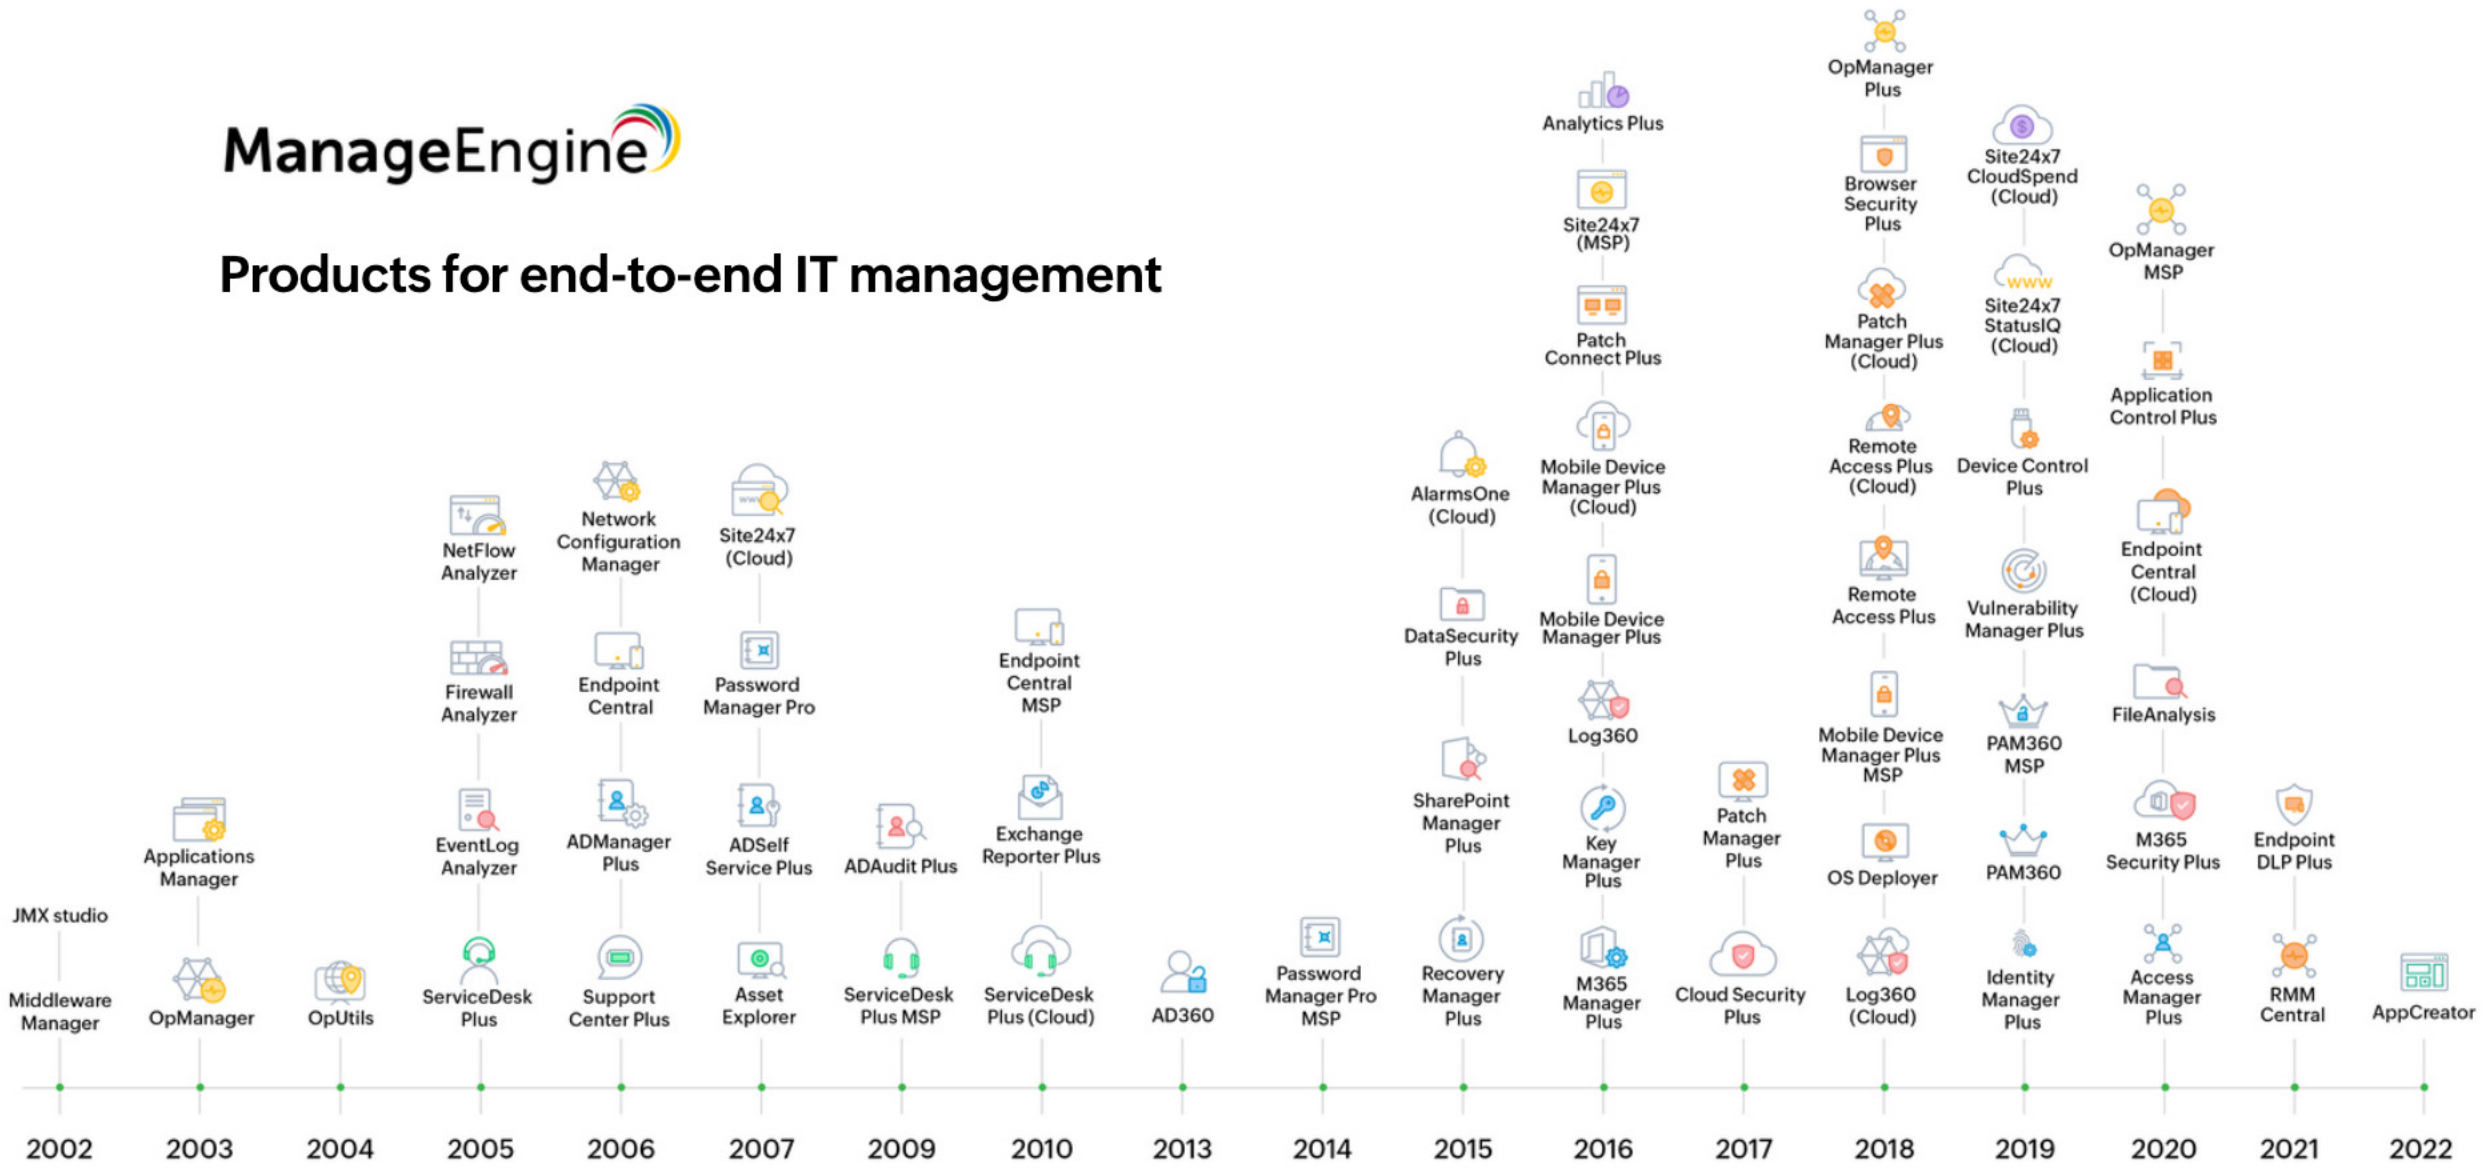 ManageEngine
Products for end-to-end IT management
JMX studio
Middleware
Manager
2002
Applications
Manager
OpManager
2003
OpUtils
2004
NetFlow
Analyzer
Firewall
Analyzer
EventLog
Analyzer
ServiceDesk
Plus
2005
Network
Configuration
Manager
Endpoint
Central
ADManager
Plus
Support
Center Plus
2006
www
Site24x7
(Cloud)
Password
Manager Pro
ADSelf
Service Plus
Asset
Explorer
2007
ADAudit Plus
ServiceDesk
Plus MSP
2009
Endpoint
Central
MSP
Exchange
Reporter Plus
ServiceDesk
Plus (Cloud)
2010
AD360
2013
Password
Manager Pro
MSP
2014
AlarmsOne
(Cloud)
DataSecurity
Plus
SharePoint
Manager
Plus
Recovery
Manager
Plus
2015
Analytics Plus
Site24x7
(MSP)
Patch
Connect Plus
Mobile Device
Manager Plus
(Cloud)
Mobile Device
Manager Plus
Log360
Key
Manager
Plus
M365
Manager
Plus
2016
Patch
Manager
Plus
Cloud Security
Plus
2017
OpManager
Plus
Browser
Security
Plus
Patch
Manager Plus
(Cloud)
Remote
Access Plus
(Cloud)
Remote
Access Plus
Mobile Device
Manager Plus
MSP
OS Deployer
Log360
(Cloud)
2018
$
Site24x7
CloudSpend
(Cloud)
www
Site24x7
StatusIQ
(Cloud)
Device Control
Plus
Vulnerability
Manager Plus
PAM360
MSP
PAM360
Identity
Manager
Plus
2019
OpManager
MSP
Application
Control Plus
Endpoint
Central
(Cloud)
FileAnalysis
M365
Security Plus
Access
Manager
Plus
2020
Endpoint
DLP Plus
RMM
Central
2021
AppCreator
2022